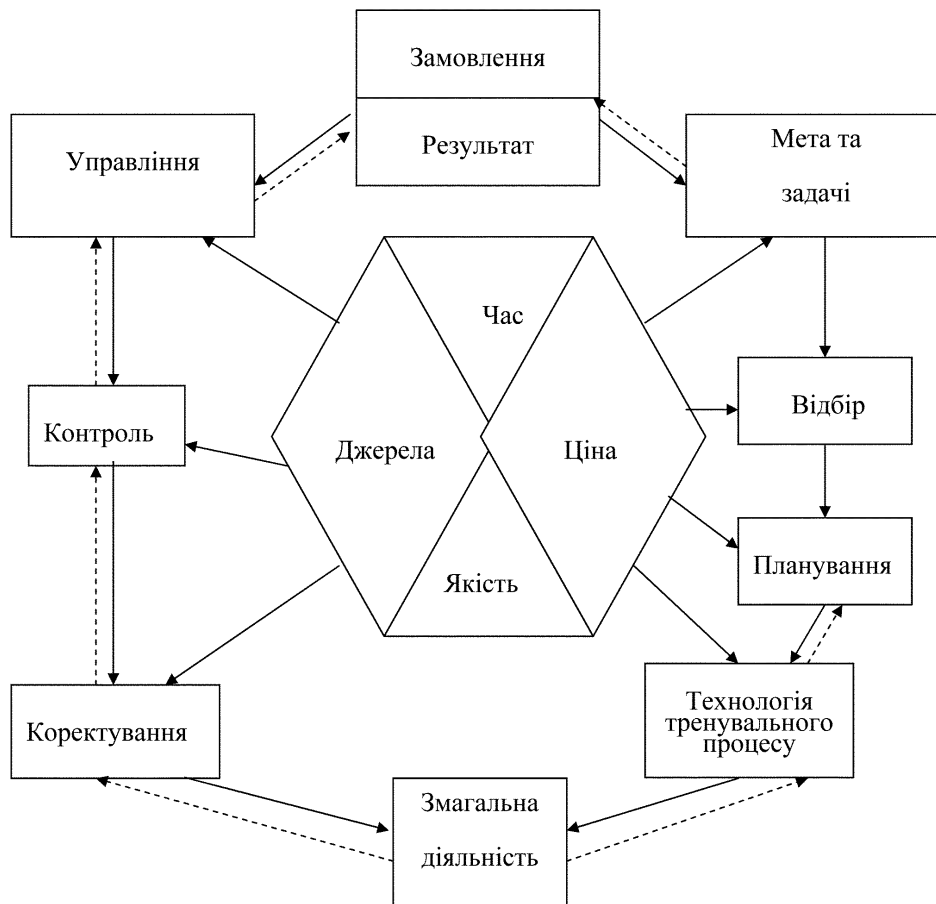 Замовлення
Результат
Управління
Мета та
задачі
Час
Контроль
Джерела
Ціна
Відбір
Якість
Планування
Коректування
Технологія
тренувального
процесу
Змагальна
діяльність